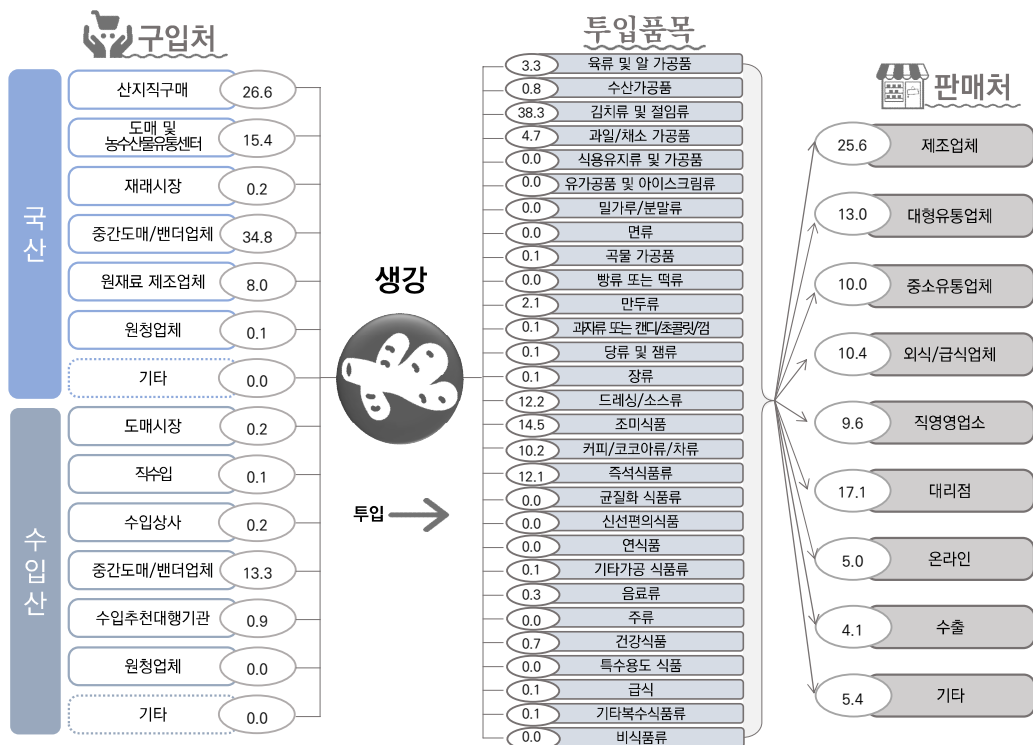 구입처
국산
산지직구매
26.6
도매 및
농수산물유통센터
15.4
재래시장
0.2
중간도매/밴더업체
34.8
원재료 제조업체
8.0
원청업체
0.1
기타
0.0
수입산
도매시장
0.2
직수입
0.1
수입상사
0.2
중간도매/밴더업체
13.3
수입추천대행기관
0.9
원청업체
0.0
기타
0.0
생강
투입
투입품목
3.3 육류 및 알 가공품
0.8 수산가공품
38.3 김치류 및 절임류
4.7 과일/채소 가공품
0.0 식용유지류 및 가공품
0.0 유가공품 및 아이스크림류
0.0 밀가루/분말류
0.0 면류
0.1 곡물 가공품
0.0 빵류 또는 떡류
2.1 만두류
0.1 과자류 또는 캔디/초콜릿/껌
0.1 당류 및 잼류
0.1 장류
12.2 드레싱/소스류
14.5 조미식품
10.2 커피/코코아류/차류
12.1 즉석식품류
0.0 균질화 식품류
0.0 신선편의식품
0.0 연식품
0.1 기타가공 식품류
0.3 음료류
0.0 주류
0.7 건강식품
0.0 특수용도 식품
0.1 급식
0.1 기타복수식품류
0.0 비식품류
판매처
25.6 제조업체
13.0 대형유통업체
10.0 중소유통업체
10.4 외식/급식업체
9.6 직영영업소
17.1 대리점
5.0 온라인
4.1 수출
5.4 기타